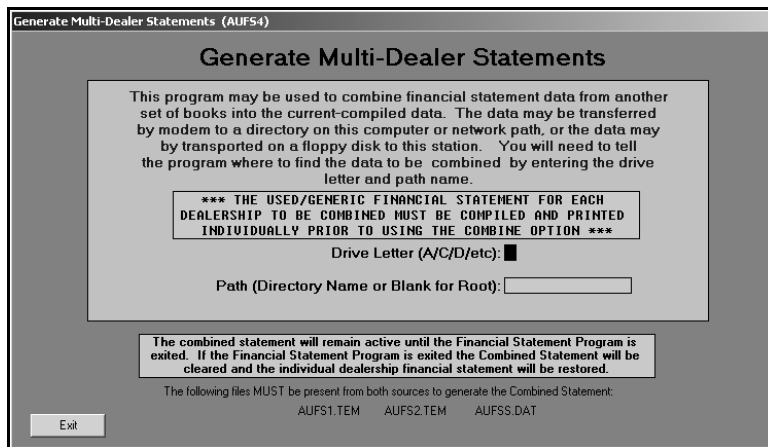 Generate Multi-Dealer Statements (AUFS4)
Generate Multi-Dealer Statements
This program may be used to combine financial statement data from another
set of books into the current-compiled data. The data may be transferred
by modem to a directory on this computer or network path, or the data may
by transported on a floppy disk to this station. You will need to tell
the program where to find the data to be combined by entering the drive
letter and path name.
*** THE USED/GENERIC FINANCIAL STATEMENT FOR EACH
DEALERSHIP TO BE COMBINED MUST BE COMPILED AND PRINTED
INDIVIDUALLY PRIOR TO USING THE COMBINE OPTION ***
Drive Letter (A/C/D/etc):
Path (Directory Name or Blank for Root):
The combined statement will remain active until the Financial Statement Program is
exited. If the Financial Statement Program is exited the Combined Statement will be
cleared and the individual dealership financial statement will be restored.
The following files MUST be present from both sources to generate the Combined Statement:
AUFS1.TEM AUFS2.TEM AUFSS.DAT
Exit